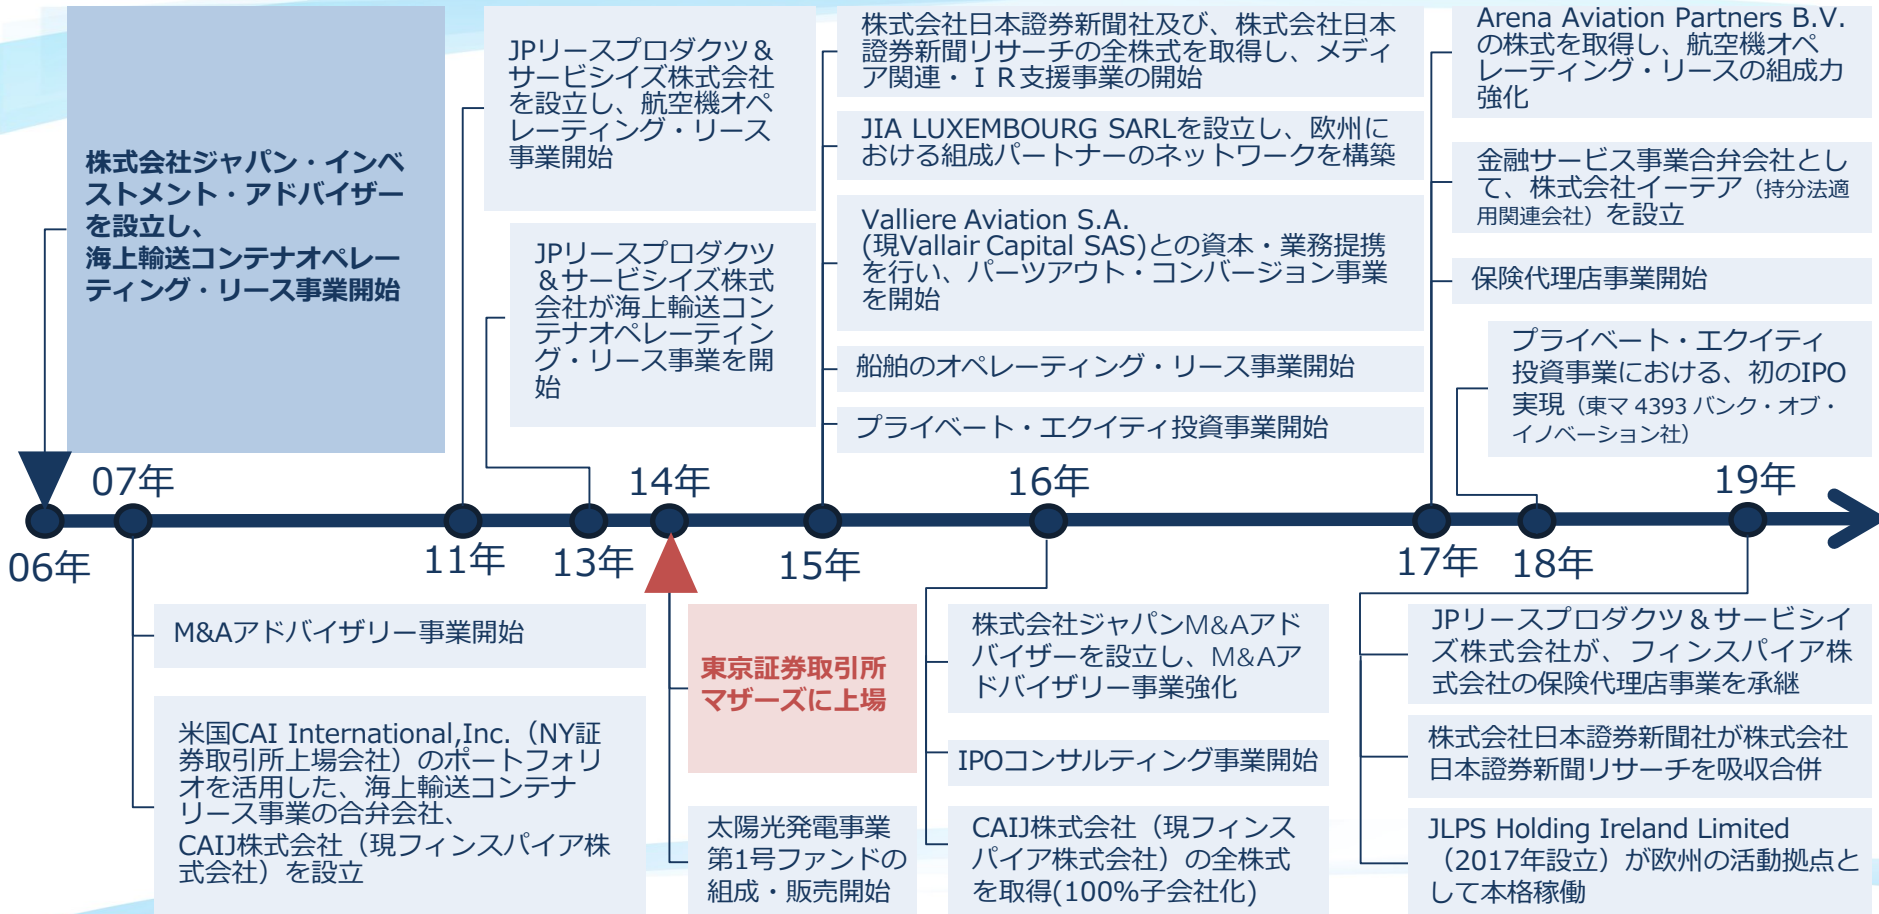 株式会社ジャパン・インベ
ストメント・アドバイザー
を設立し、
海上輸送コンテナオペレー
ティング・リース事業開始
JPリースプロダクツ＆
サービシイズ株式会社
を設立し、航空機オペ
レーティング・リース
事業開始
JPリースプロダクツ
＆サービシイズ株式
会社が海上輸送コン
テナオペレーティン
グ・リース事業を開
始
株式会社日本證券新聞社及び、株式会社日本
證券新聞リサーチの全株式を取得し、メディ
ア関連・ＩＲ支援事業の開始
JIA LUXEMBOURG SARLを設立し、欧州に
おける組成パートナーのネットワークを構築
Valliere Aviation S.A.
(現Vallair Capital SAS)との資本・業務提携
を行い、パーツアウト・コンバージョン事業
を開始
船舶のオペレーティング・リース事業開始
プライベート・エクイティ投資事業開始
Arena Aviation Partners B.V.
の株式を取得し、航空機オペ
レーティング・リースの組成力
強化
金融サービス事業合弁会社とし
て、株式会社イーテア（持分法適
用関連会社）を設立
保険代理店事業開始
プライベート・エクイティ
投資事業における、初のIPO
実現（東マ 4393 バンク・オブ・
イノベーション社）
07年
14年
16年
19年
06年
11年
13年
15年
17年
18年
M&Aアドバイザリー事業開始
米国CAI International,Inc.（NY証
券取引所上場会社）のポートフォリ
オを活用した、海上輸送コンテナ
リース事業の合弁会社、
CAIJ株式会社（現フィンスパイア株
式会社）を設立
東京証券取引所
マザーズに上場
太陽光発電事業
第1号ファンドの
組成・販売開始
株式会社ジャパンM&Aアド
バイザーを設立し、M&Aア
ドバイザリー事業強化
IPOコンサルティング事業開始
CAIJ株式会社（現フィンス
パイア株式会社）の全株式
を取得(100%子会社化)
JPリースプロダクツ＆サービシイ
ズ株式会社が、フィンスパイア株
式会社の保険代理店事業を承継
株式会社日本證券新聞社が株式会社
日本證券新聞リサーチを吸収合併
JLPS Holding Ireland Limited
（2017年設立）が欧州の活動拠点と
して本格稼働